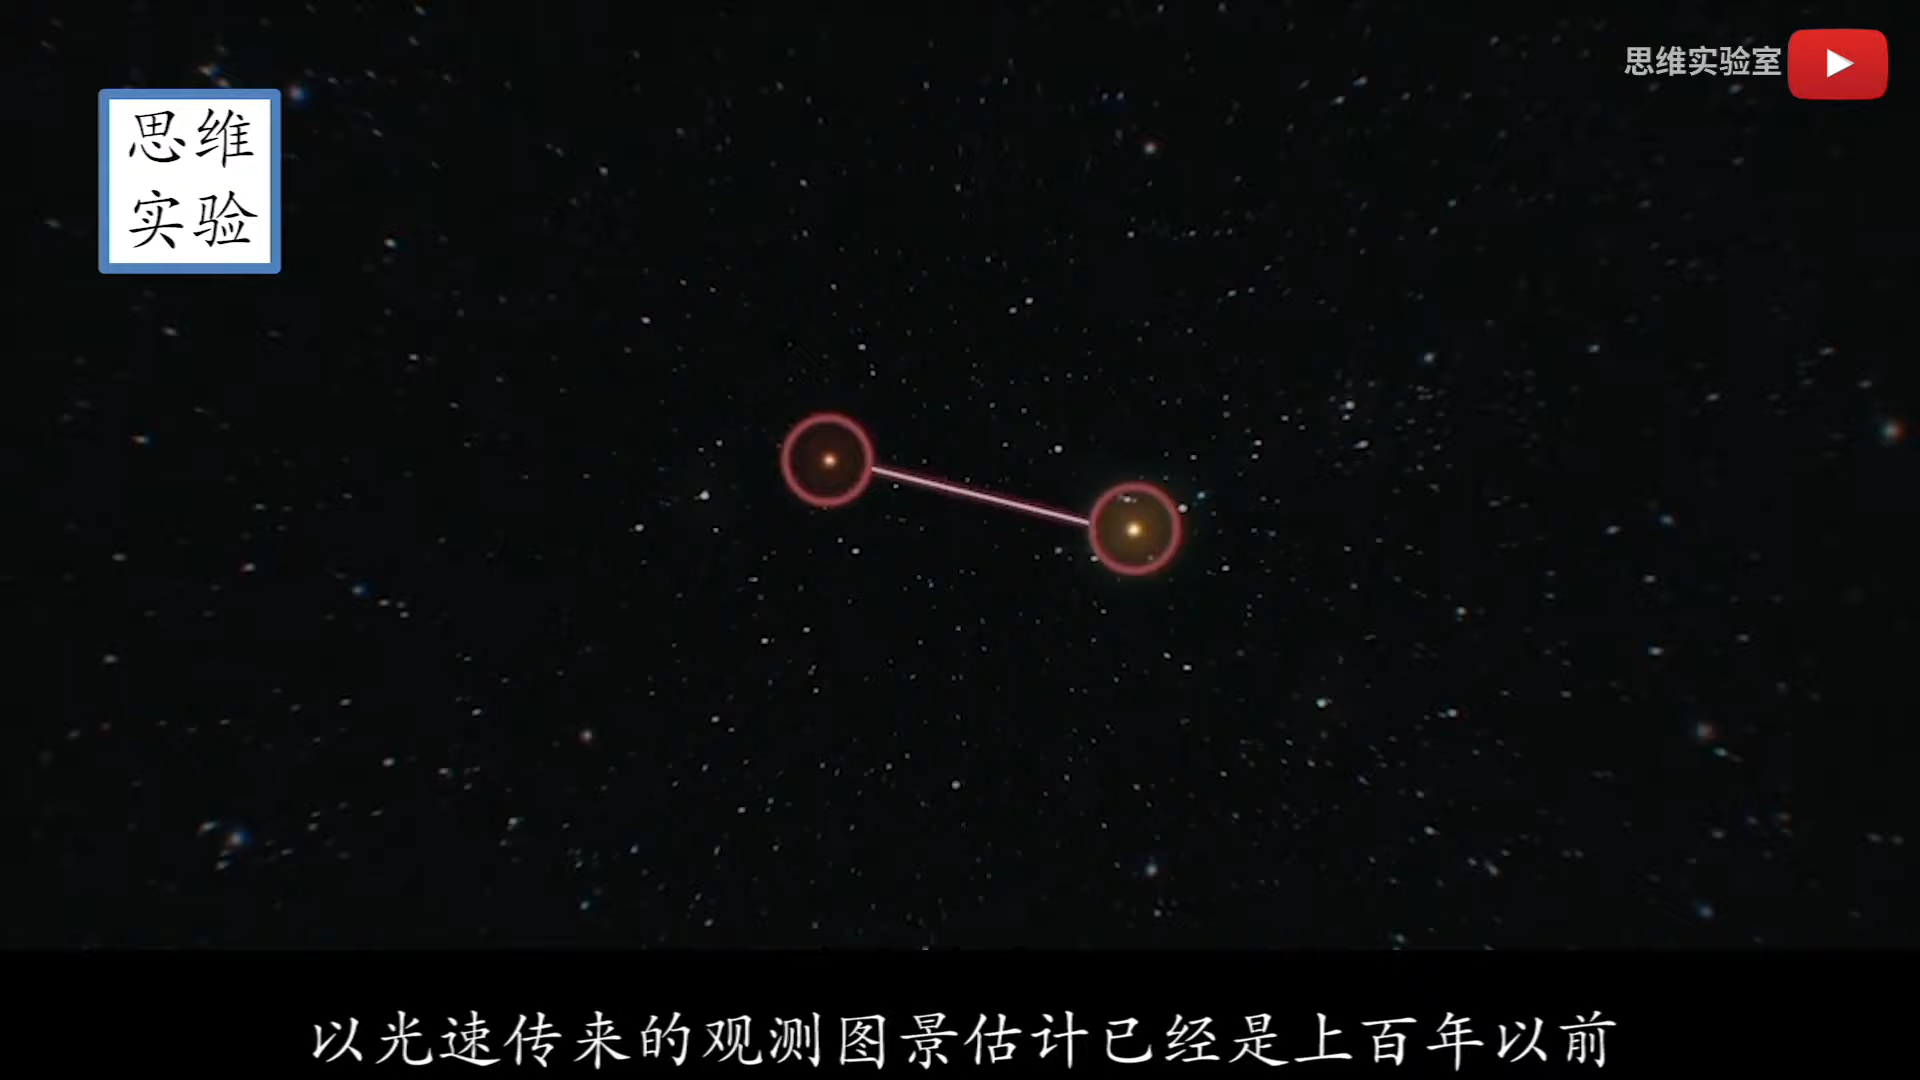 思维实验室
思维
实验
以光速传来的观测图景估计已经是上百年以前